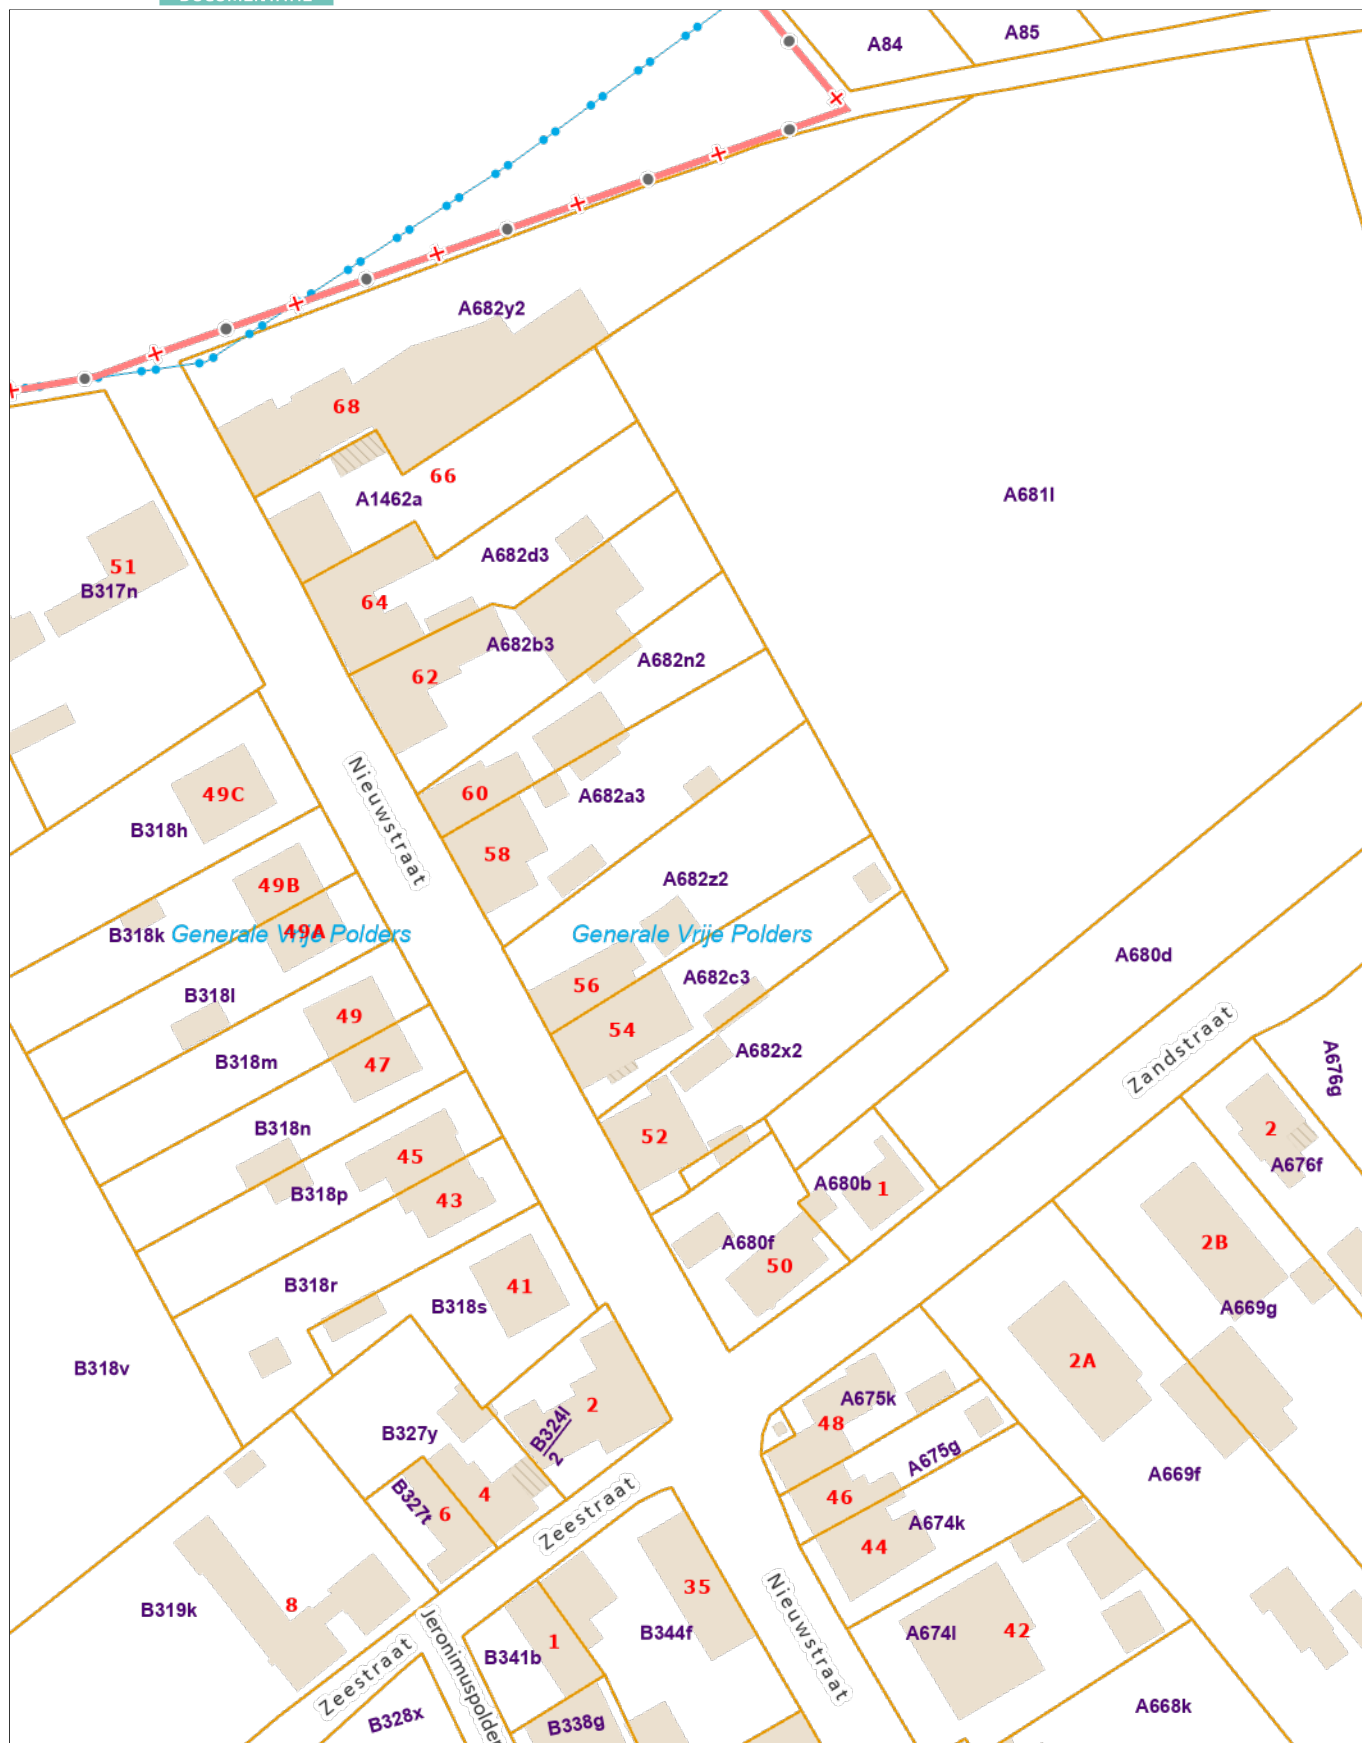 A85
A84
A682y2
68
66
A681l
A1462a
A682d3
51
B317n
64
A682b3
A682n2
62
Nieuwstraat
49C
60
A682a3
B318h
58
A682z2
49B
B318k
Generale Vrije Polders
49A
Generale Vrije Polders
A680d
A682c3
56
B318l
49
54
Zandstraat
A682x2
B318m
47
A676g
B318n
52
2
45
A676f
B318p
A680b
1
43
A680f
2B
50
B318r
41
B318s
A669g
2A
B318v
A675k
2
48
B327y
B324l
2
A675g
A669f
4
46
B327t
6
Zeestraat
A674k
44
35
Nieuwstraat
8
B319k
42
A674l
B344f
1
B341b
Zeestraat
Jeronimuspolder
A668k
B328x
B338g